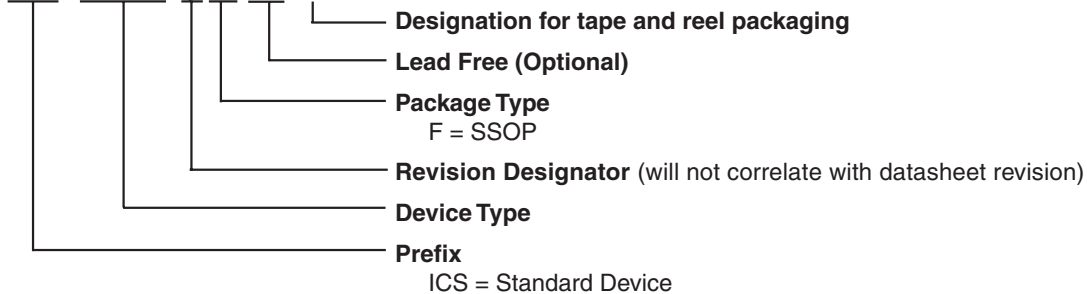 Designation for tape and reel packaging
Lead Free (Optional)
Package Type
F = SSOP
Revision Designator (will not correlate with datasheet revision)
Device Type
Prefix
ICS = Standard Device